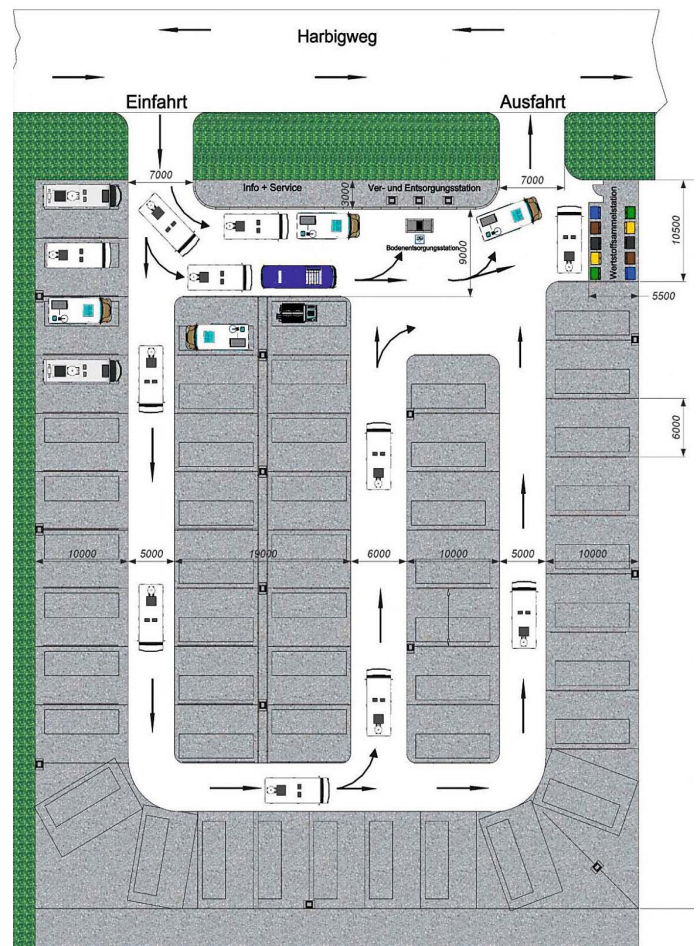 Harbigweg
Einfahrt
Ausfahrt
7000
Info + Service
3000
Ver- und Entsorgungsstation
7000
Bodenentsorgungsstation
9000
Wertstoffsammelstation
10500
5500
6000
10000
5000
19000
6000
10000
5000
10000